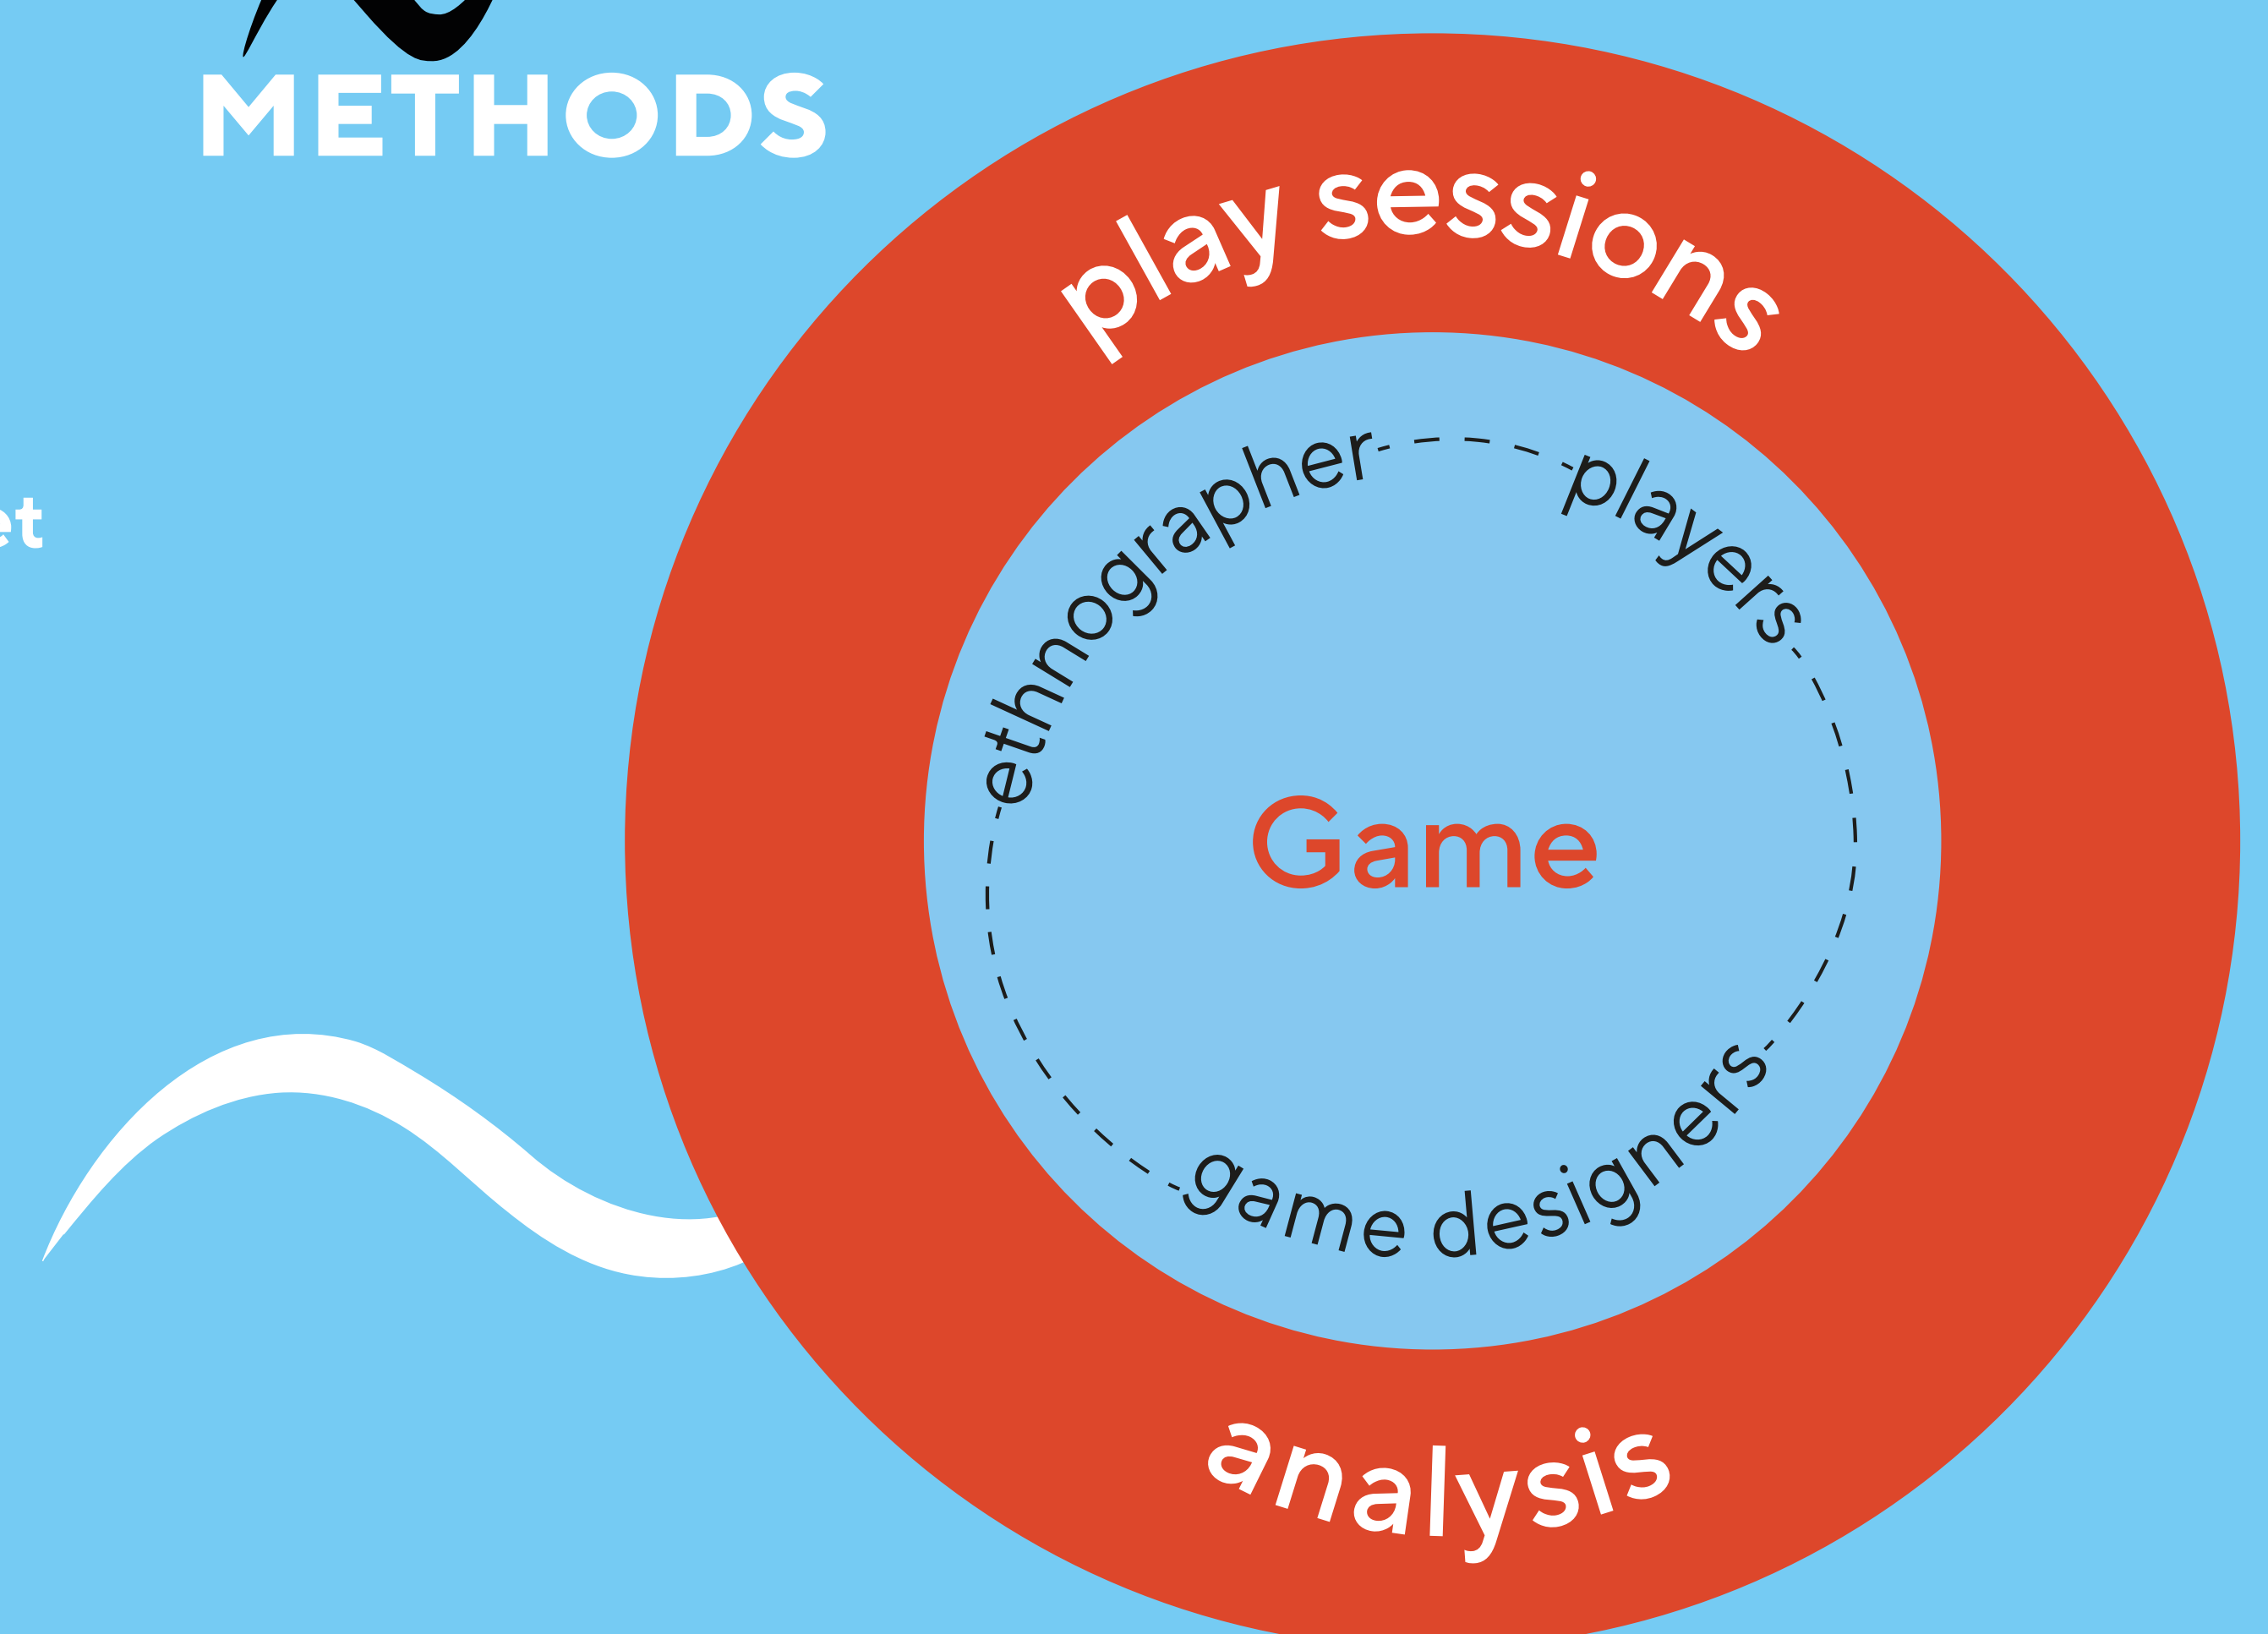 METHODS
play sessions
ethnographer
players
Game
game designers
analysis